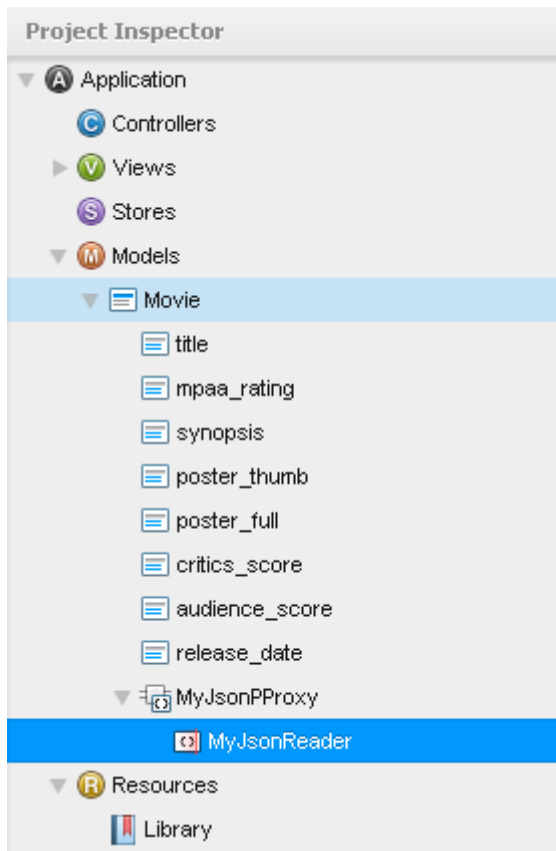 Project Inspector
A Application
C Controllers
V Views
S Stores
M Models
Movie
title
mpaa_rating
synopsis
poster_thumb
poster_full
critics_score
audience_score
release_date
MyJsonPProxy
MyJsonReader
R Resources
Library